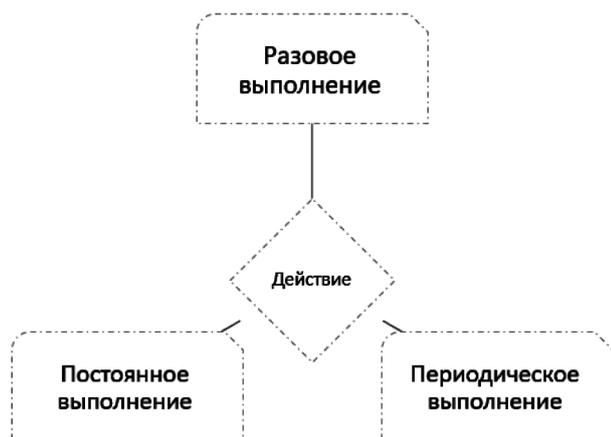 Разовое
выполнение
Действие
Постоянное
выполнение
Периодическое
выполнение